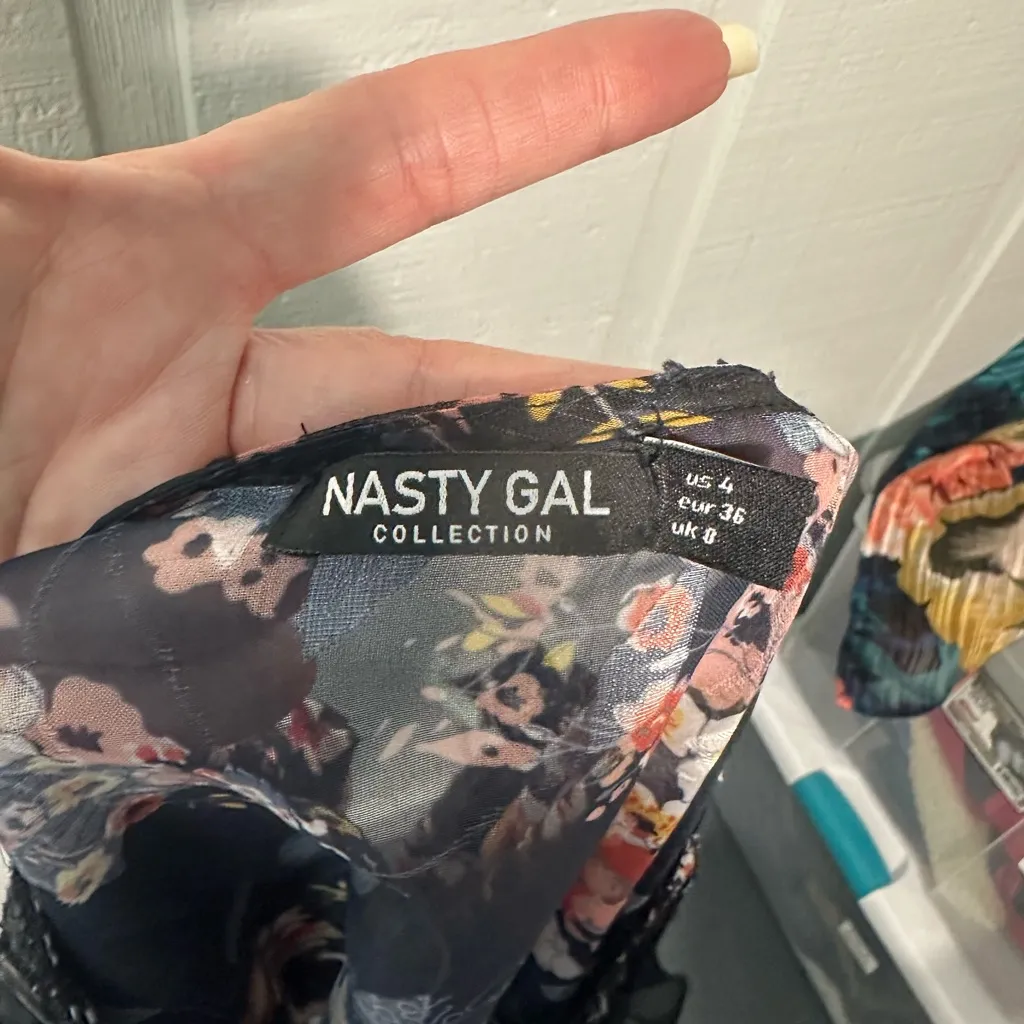 NASTY GAL
COLLECTION
us 4
eur 36
uk 8